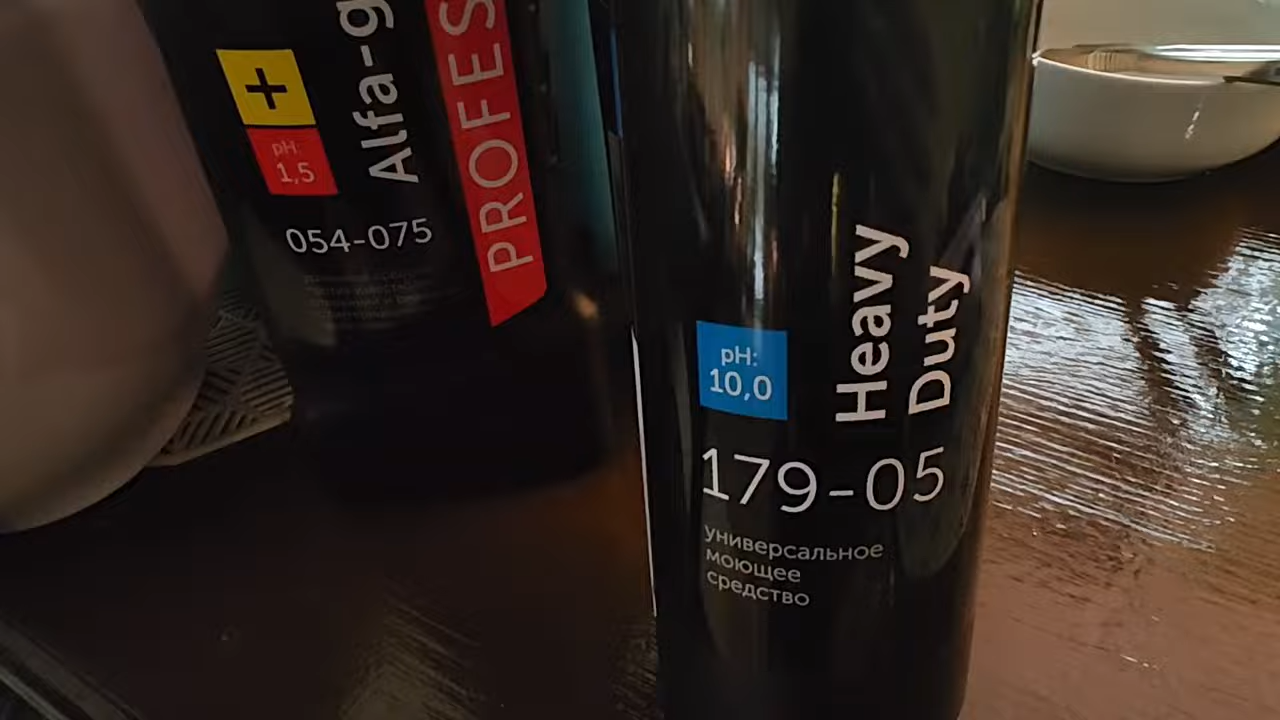 +
pH:
1,5
Alfa-g
PROFES
054-075
pH:
10,0
Heavy
Duty
179-05
универсальное
моющее
средство